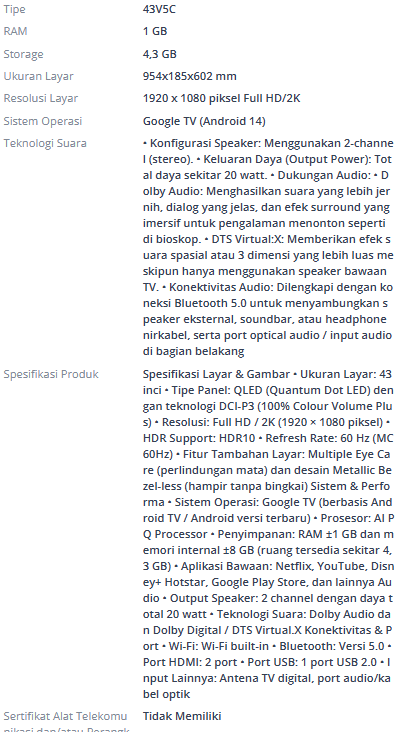 Tipe 43V5C
RAM 1 GB
Storage 4,3 GB
Ukuran Layar 954x185x602 mm
Resolusi Layar 1920 x 1080 piksel Full HD/2K
Sistem Operasi Google TV (Android 14)
Teknologi Suara • Konfigurasi Speaker: Menggunakan 2-channe
l (stereo). • Keluaran Daya (Output Power): Tot
al daya sekitar 20 watt. • Dukungan Audio: • D
olby Audio: Menghasilkan suara yang lebih jer
nih, dialog yang jelas, dan efek surround yang
imersif untuk pengalaman menonton seperti
di bioskop. • DTS Virtual:X: Memberikan efek s
uara spasial atau 3 dimensi yang lebih luas me
skipun hanya menggunakan speaker bawaan
TV. • Konektivitas Audio: Dilengkapi dengan ko
neksi Bluetooth 5.0 untuk menyambungkan s
peaker eksternal, soundbar, atau headphone
nirkabel, serta port optical audio / input audio
di bagian belakang
Spesifikasi Produk Spesifikasi Layar & Gambar • Ukuran Layar: 43
inci • Tipe Panel: QLED (Quantum Dot LED) den
gan teknologi DCI-P3 (100% Colour Volume Plu
s) • Resolusi: Full HD / 2K (1920 × 1080 piksel) •
HDR Support: HDR10 • Refresh Rate: 60 Hz (MC
60Hz) • Fitur Tambahan Layar: Multiple Eye Ca
re (perlindungan mata) dan desain Metallic Be
zel-less (hampir tanpa bingkai) Sistem & Perfo
rma • Sistem Operasi: Google TV (berbasis And
roid TV / Android versi terbaru) • Prosesor: AI P
Q Processor • Penyimpanan: RAM ±1 GB dan m
emori internal ±8 GB (ruang tersedia sekitar 4,
3 GB) • Aplikasi Bawaan: Netflix, YouTube, Disn
ey+ Hotstar, Google Play Store, dan lainnya Au
dio • Output Speaker: 2 channel dengan daya t
otal 20 watt • Teknologi Suara: Dolby Audio da
n Dolby Digital / DTS Virtual.X Konektivitas & P
ort • Wi-Fi: Wi-Fi built-in • Bluetooth: Versi 5.0 •
Port HDMI: 2 port • Port USB: 1 port USB 2.0 • I
nput Lainnya: Antena TV digital, port audio/ka
bel optik
Sertifikat Alat Telekomu Tidak Memiliki
nikasi dan/atau Perangk